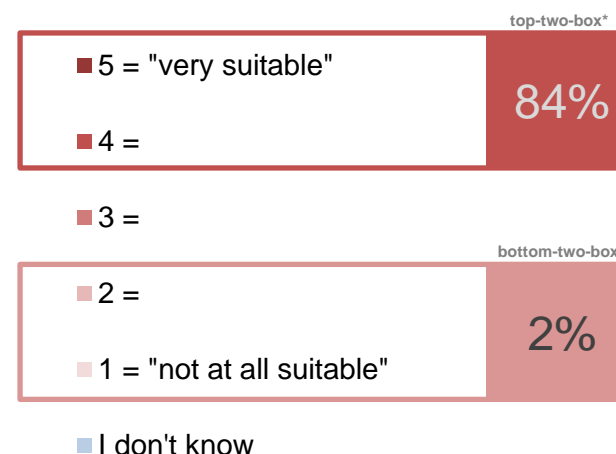 top-two-box*
5 = "very suitable"
84%
4 =
3 =
bottom-two-box
2 =
2%
1 = "not at all suitable"
I don't know